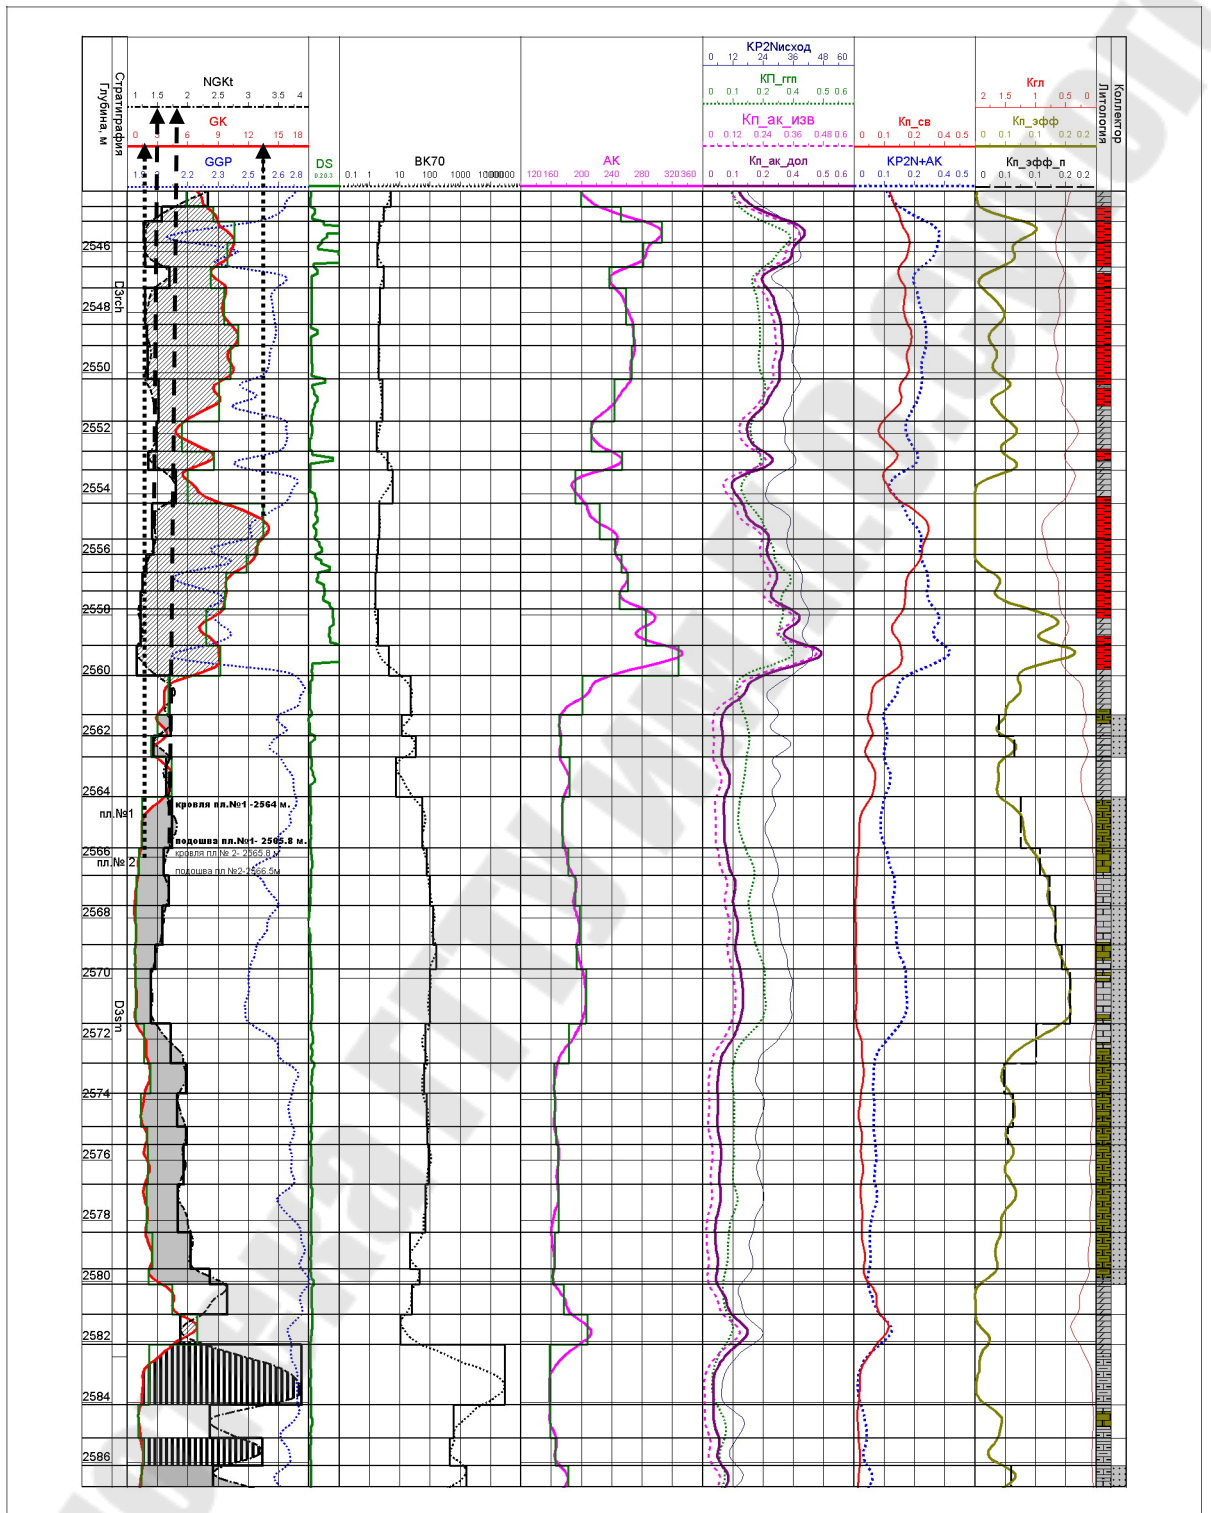 Стратиграфия
Глубина, м
NGKt
1 1.5 2 2.5 3 3.5 4
GK
0 3 6 9 12 15 18
GGP
1.9 2.2 2.3 2.5 2.6 2.8
DS
BK70
0.1 1 10 100 1000
AK
120 160 200 240 280 320 360
KP2Nисход
0 12 24 36 48 60
КП_ггп
0 0.2 0.4 0.5 0.6
Кп_ак_изв
0 0.12 0.24 0.36 0.48 0.6
Кп_ак_дол
0 0.1 0.2 0.4 0.5 0.6
Кп_св
0 0.1 0.2 0.4 0.5
KP2N+AK
0 0.1 0.2 0.4 0.5
Кгл
2 1.5 1 0.5 0
Кп_эфф
0 0.1 0.1 0.2 0.2
Кп_эфф_п
0 0.1 0.1 0.2 0.2
Литология
Коллектор
2546
D3rch
2548
2550
2552
2554
2556
2558
2560
2562
2564
пл.№1
кровля пл.№1 -2564 м.
подошва пл.№1- 2565.8 м.
2566
пл.№ 2
кровля пл № 2- 2565.8 м
подошва пл №2-2566.5м
2568
2570
D3sm
2572
2574
2576
2578
2580
2582
2584
2586